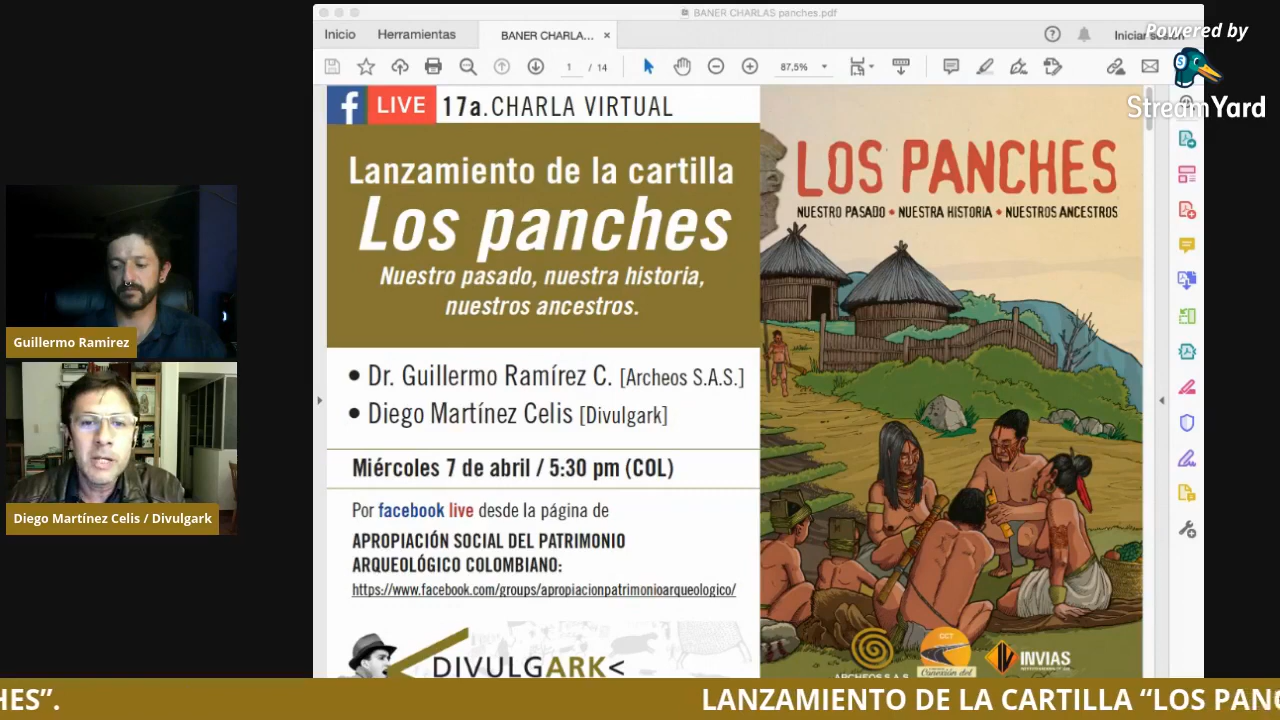 BANER CHARLAS panches.pdf
Inicio
Herramientas
BANER CHARLA...
Powered by
StreamYard
1 / 14
87,5%
LIVE 17a.CHARLA VIRTUAL
Lanzamiento de la cartilla
Los panches
Nuestro pasado, nuestra historia,
nuestros ancestros.
• Dr. Guillermo Ramírez C. [Archeos S.A.S.]
• Diego Martínez Celis [Divulgark]
Miércoles 7 de abril / 5:30 pm (COL)
Por facebook live desde la página de
APROPIACIÓN SOCIAL DEL PATRIMONIO
ARQUEOLÓGICO COLOMBIANO:
https://www.facebook.com/groups/apropiacionpatrimonioarqueologico/
DIVULGARK<
LOS PANCHES
NUESTRO PASADO • NUESTRA HISTORIA • NUESTROS ANCESTROS
CCT
INVIAS
Guillermo Ramirez
Diego Martínez Celis / Divulgark
HES”.
LANZAMIENTO DE LA CARTILLA “LOS PANC